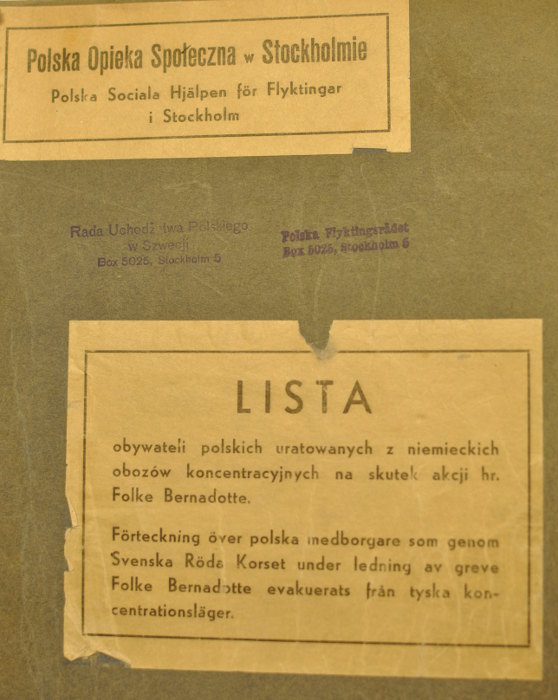 Polska Opieka Społeczna w Stockholmie
Polska Sociala Hjälpen för Flyktingar
i Stockholm
Rada Uchodźtwa Polskiego
w Szwecji
Box 5025, Stockholm 5
Polska Flyktingsrådet
Box 5025, Stockholm 5
LISTA
obywateli polskich uratowanych z niemieckich
obozów koncentracyjnych na skutek akcji hr.
Folke Bernadotte.
Förteckning över polska medborgare som genom
Svenska Röda Korset under ledning av greve
Folke Bernadotte evakuerats från tyska kon-
centrationsläger.